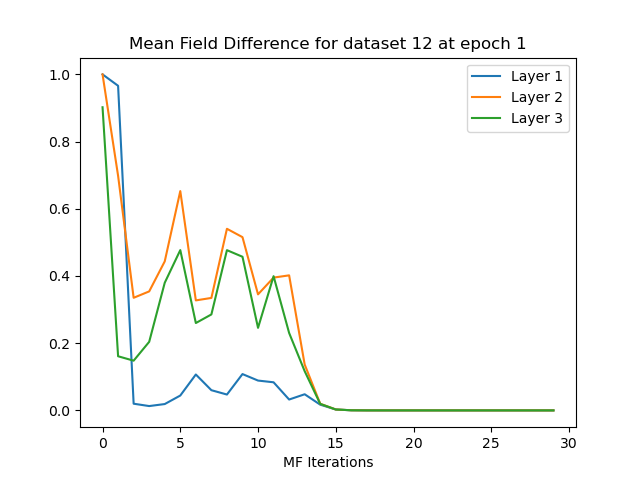 Mean Field Difference for dataset 12 at epoch 1
Layer 1
Layer 2
Layer 3
1.0
0.8
0.6
0.4
0.2
0.0
0 5 10 15 20 25 30
MF Iterations